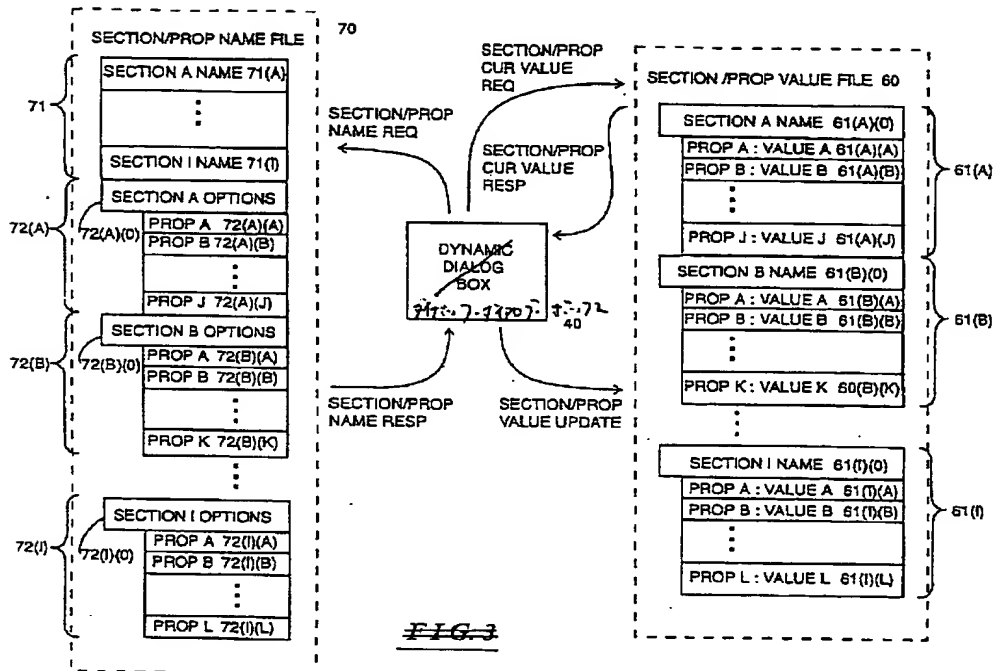 SECTION/PROP NAME FILE
70
SECTION A NAME 71(A)
71
SECTION I NAME 71(I)
SECTION A OPTIONS
72(A)
72(A)(0)
PROP A 72(A)(A)
PROP B 72(A)(B)
PROP J 72(A)(J)
SECTION B OPTIONS
72(B)
72(B)(0)
PROP A 72(B)(A)
PROP B 72(B)(B)
PROP K 72(B)(K)
SECTION I OPTIONS
72(I)
72(I)(0)
PROP A 72(I)(A)
PROP B 72(I)(B)
PROP L 72(I)(L)
SECTION/PROP
NAME REQ
SECTION/PROP
CUR VALUE
REQ
SECTION/PROP
CUR VALUE
RESP
DYNAMIC
DIALOG
BOX
40
SECTION/PROP
NAME RESP
SECTION/PROP
VALUE UPDATE
SECTION /PROP VALUE FILE 60
SECTION A NAME 61(A)(0)
PROP A : VALUE A 61(A)(A)
PROP B : VALUE B 61(A)(B)
61(A)
PROP J : VALUE J 61(A)(J)
SECTION B NAME 61(B)(0)
PROP A : VALUE A 61(B)(A)
PROP B : VALUE B 61(B)(B)
61(B)
PROP K : VALUE K 60(B)(K)
SECTION I NAME 61(I)(0)
PROP A : VALUE A 61(I)(A)
PROP B : VALUE B 61(I)(B)
61(I)
PROP L : VALUE L 61(I)(L)
FIG. 3